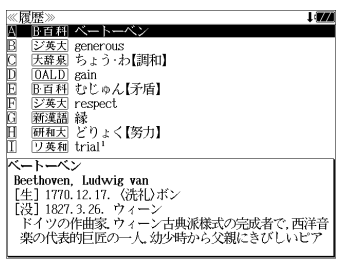 ≪履歴≫
A B百科 ベートーベン
B ジ英大 generous
C 大辞泉 ちょう・わ【調和】
D OALD gain
E B百科 むじゅん【矛盾】
F ジ英大 respect
G 新漢語 縁
H 研和大 どりょく【努力】
I リ英和 trial¹
ベートーベン
Beethoven, Ludwig van
[生] 1770.12.17.〈洗礼〉ボン
[没] 1827.3.26. ウィーン
ドイツの作曲家。ウィーン古典派様式の完成者で、西洋音
楽の代表的巨匠の一人。幼少時から父親にきびしいピア